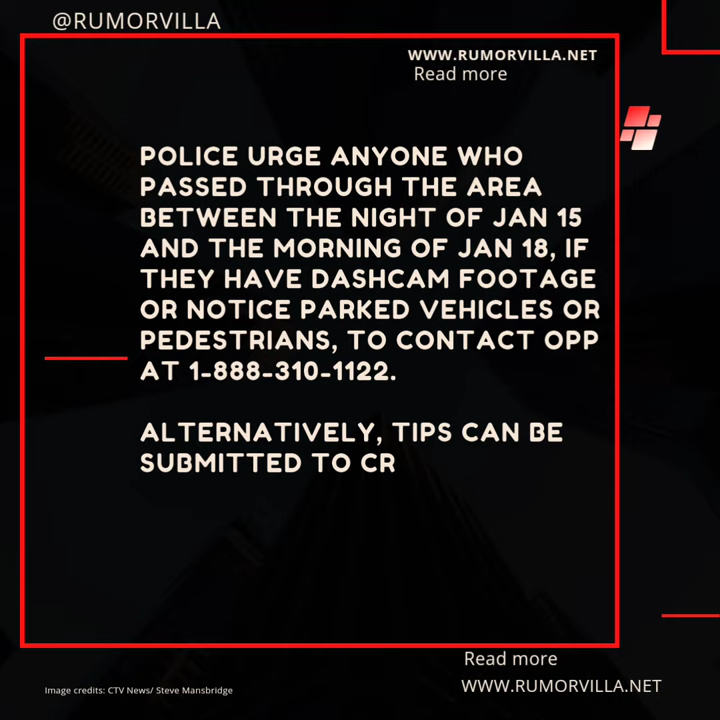 @RUMORVILLA
WWW.RUMORVILLA.NET
Read more
POLICE URGE ANYONE WHO
PASSED THROUGH THE AREA
BETWEEN THE NIGHT OF JAN 15
AND THE MORNING OF JAN 18, IF
THEY HAVE DASHCAM FOOTAGE
OR NOTICE PARKED VEHICLES OR
PEDESTRIANS, TO CONTACT OPP
AT 1-888-310-1122.
ALTERNATIVELY, TIPS CAN BE
SUBMITTED TO CR
Read more
WWW.RUMORVILLA.NET
Image credits: CTV News/ Steve Mansbridge